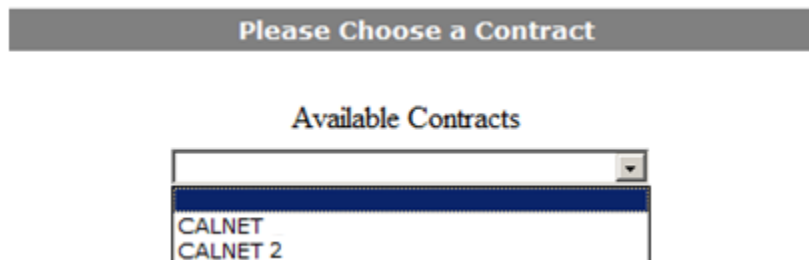 Please Choose a Contract
Available Contracts
CALNET
CALNET 2